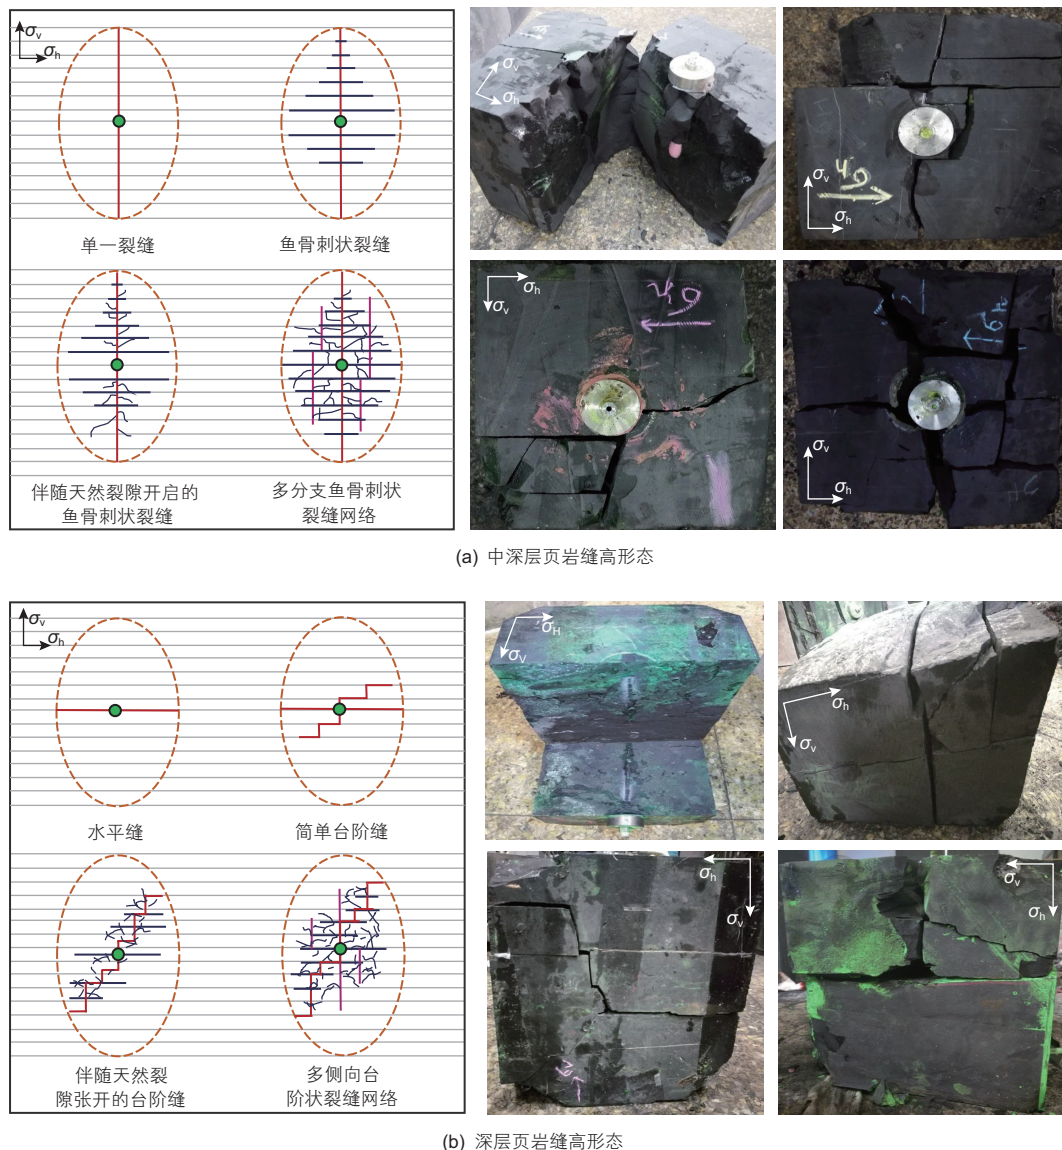 σv
σh
单一裂缝
鱼骨刺状裂缝
伴随天然裂隙开启的
鱼骨刺状裂缝
多分支鱼骨刺状
裂缝网络
σv
σh
σv
σh
σh
σh
σv
σh
σv
σh
(a) 中深层页岩缝高形态
σv
σh
水平缝
简单台阶缝
伴随天然裂
隙张开的台阶缝
多侧向台
阶状裂缝网络
σH
σV
σh
σv
σh
σv
σv
σh
(b) 深层页岩缝高形态